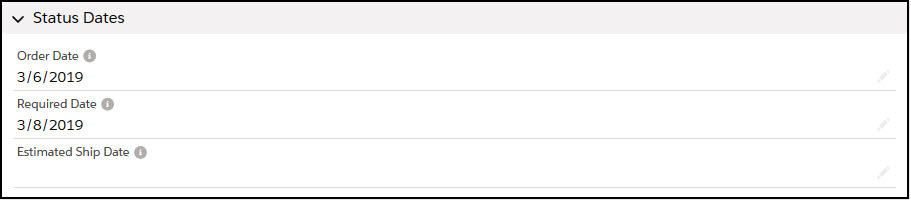 Status Dates
Order Date
3/6/2019
Required Date
3/8/2019
Estimated Ship Date